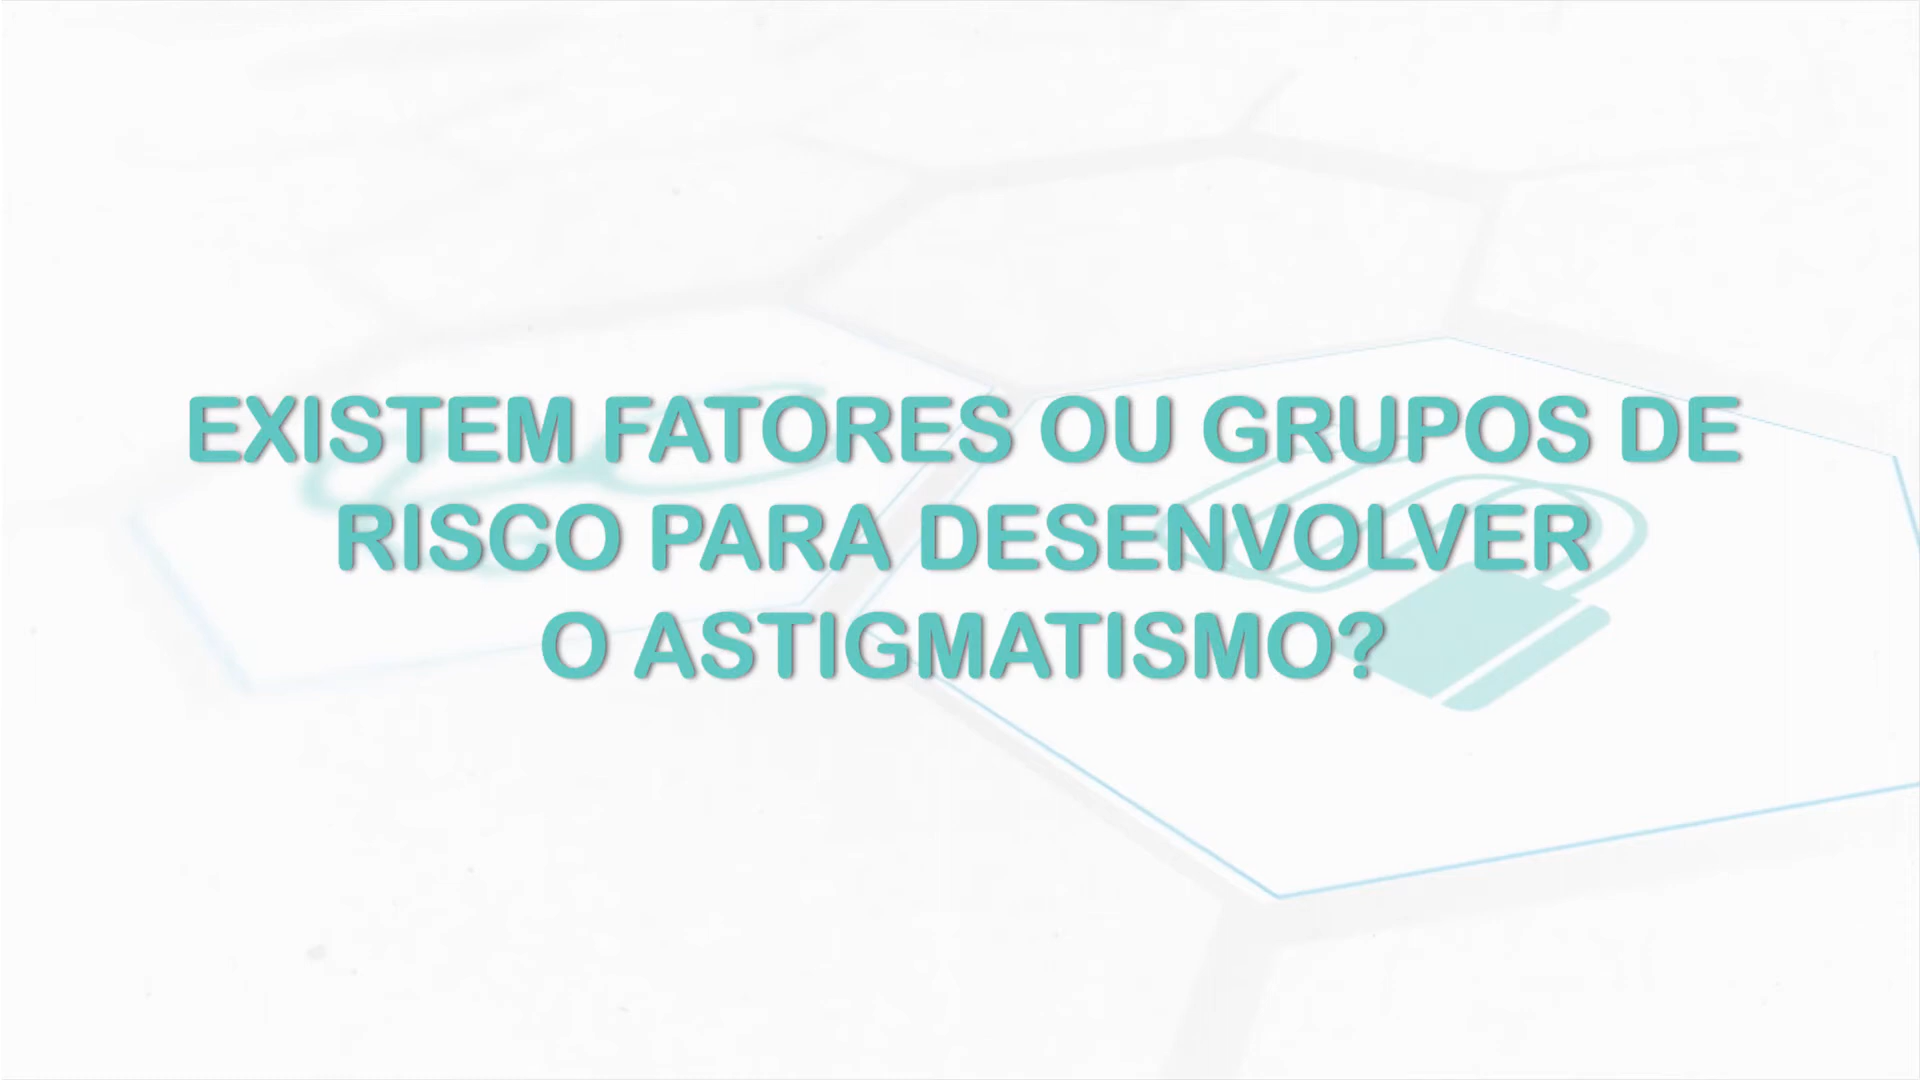 EXISTEM FATORES OU GRUPOS DE
RISCO PARA DESENVOLVER
O ASTIGMATISMO?